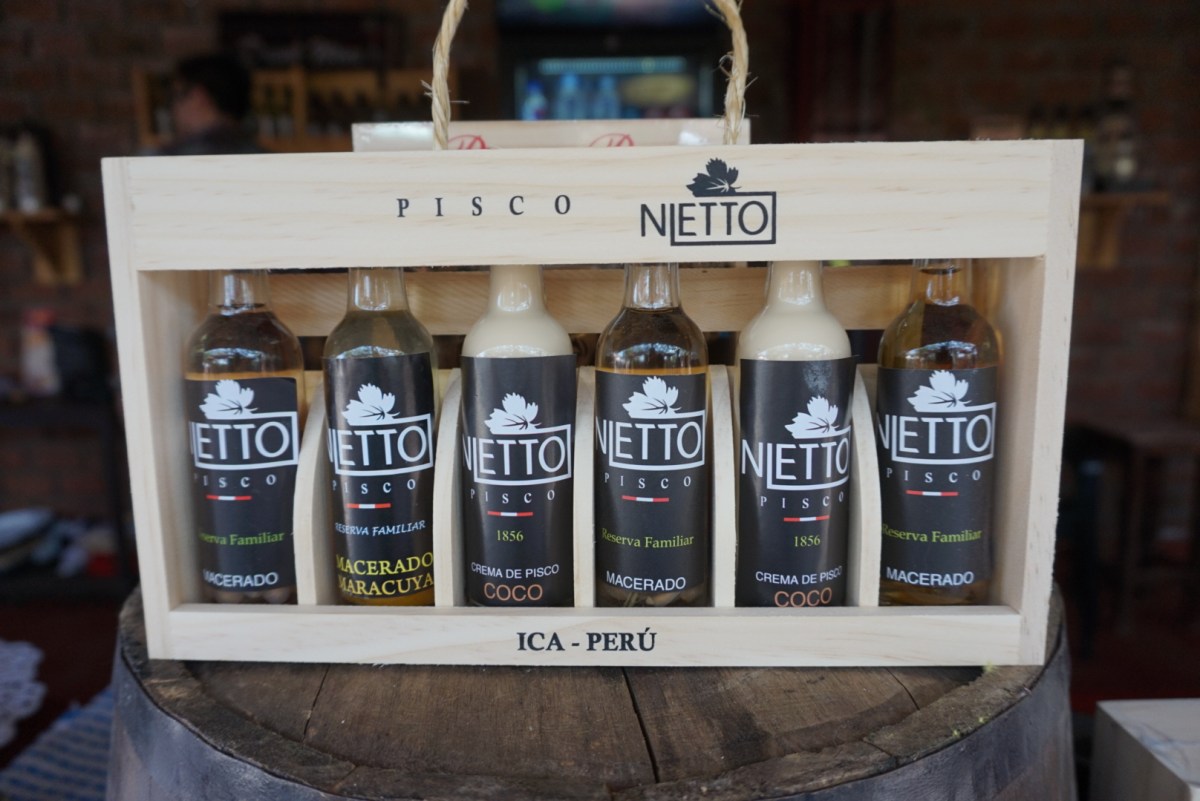 PISCO
NIETTO
IETTO
PISCO
Reserva Familiar
MACERADO
NIETTO
PISCO
RESERVA FAMILIAR
MACERADO
MARACUYA
NIETTO
PISCO
1856
CREMA DE PISCO
COCO
NIETTO
PISCO
Reserva Familiar
MACERADO
NIETTO
PISCO
1856
CREMA DE PISCO
COCO
NIETTO
PISCO
Reserva Familiar
MACERADO
ICA - PERÚ